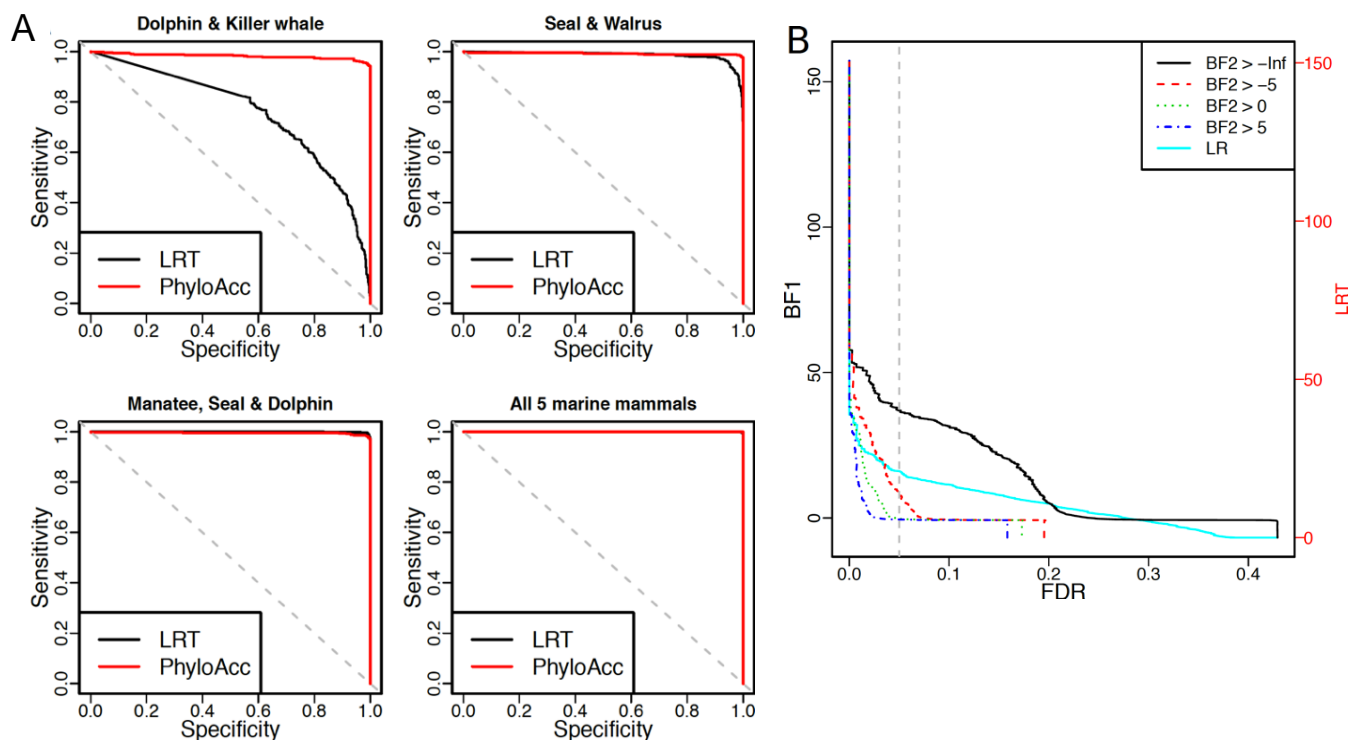 A
Dolphin & Killer whale
Sensitivity
0.0 0.2 0.4 0.6 0.8 1.0
LRT
PhyloAcc
0.0 0.2 0.4 0.6 0.8 1.0
Specificity
Seal & Walrus
Sensitivity
0.0 0.2 0.4 0.6 0.8 1.0
LRT
PhyloAcc
0.0 0.2 0.4 0.6 0.8 1.0
Specificity
Manatee, Seal & Dolphin
Sensitivity
0.0 0.2 0.4 0.6 0.8 1.0
LRT
PhyloAcc
0.0 0.2 0.4 0.6 0.8 1.0
Specificity
All 5 marine mammals
Sensitivity
0.0 0.2 0.4 0.6 0.8 1.0
LRT
PhyloAcc
0.0 0.2 0.4 0.6 0.8 1.0
Specificity
B
BF1
0 50 100 150
BF2 > −Inf
BF2 > −5
BF2 > 0
BF2 > 5
LR
0 50 100 150
LRT
0.0 0.1 0.2 0.3 0.4
FDR